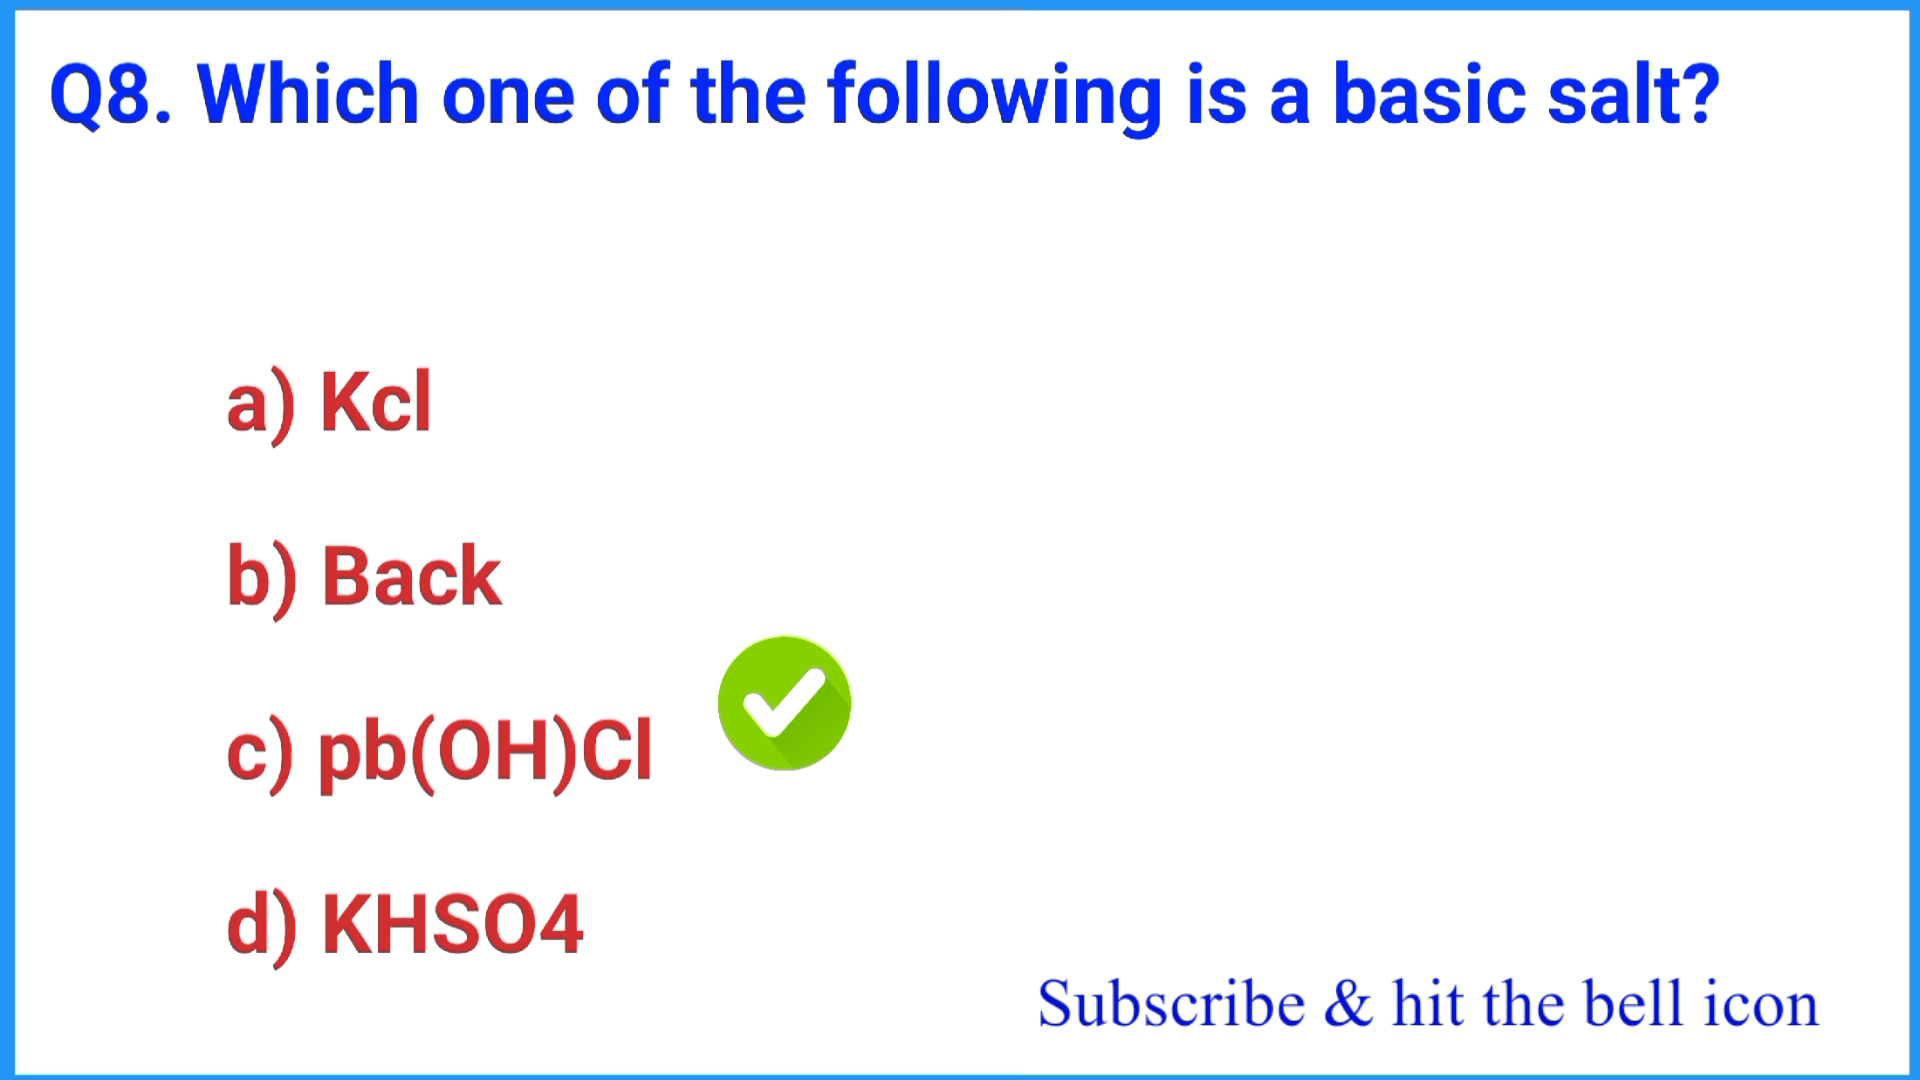 Q8. Which one of the following is a basic salt?
a) Kcl
b) Back
c) pb(OH)Cl
d) KHSO4
Subscribe & hit the bell icon